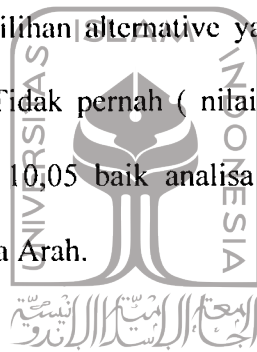 ilihan alternative ya
Tidak pernah ( nilai
10,05 baik analisa
a Arah.
ISLAM
UNIVERSITAS
INDONESIA